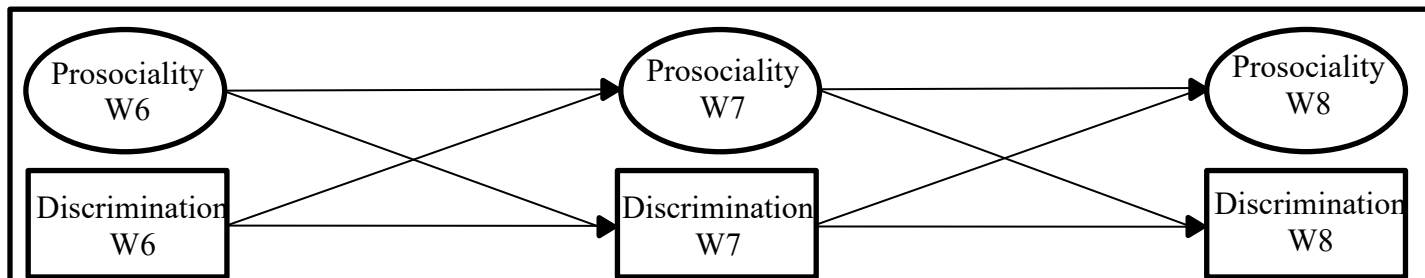 Prosociality
W6
Prosociality
W7
Prosociality
W8
Discrimination
W6
Discrimination
W7
Discrimination
W8